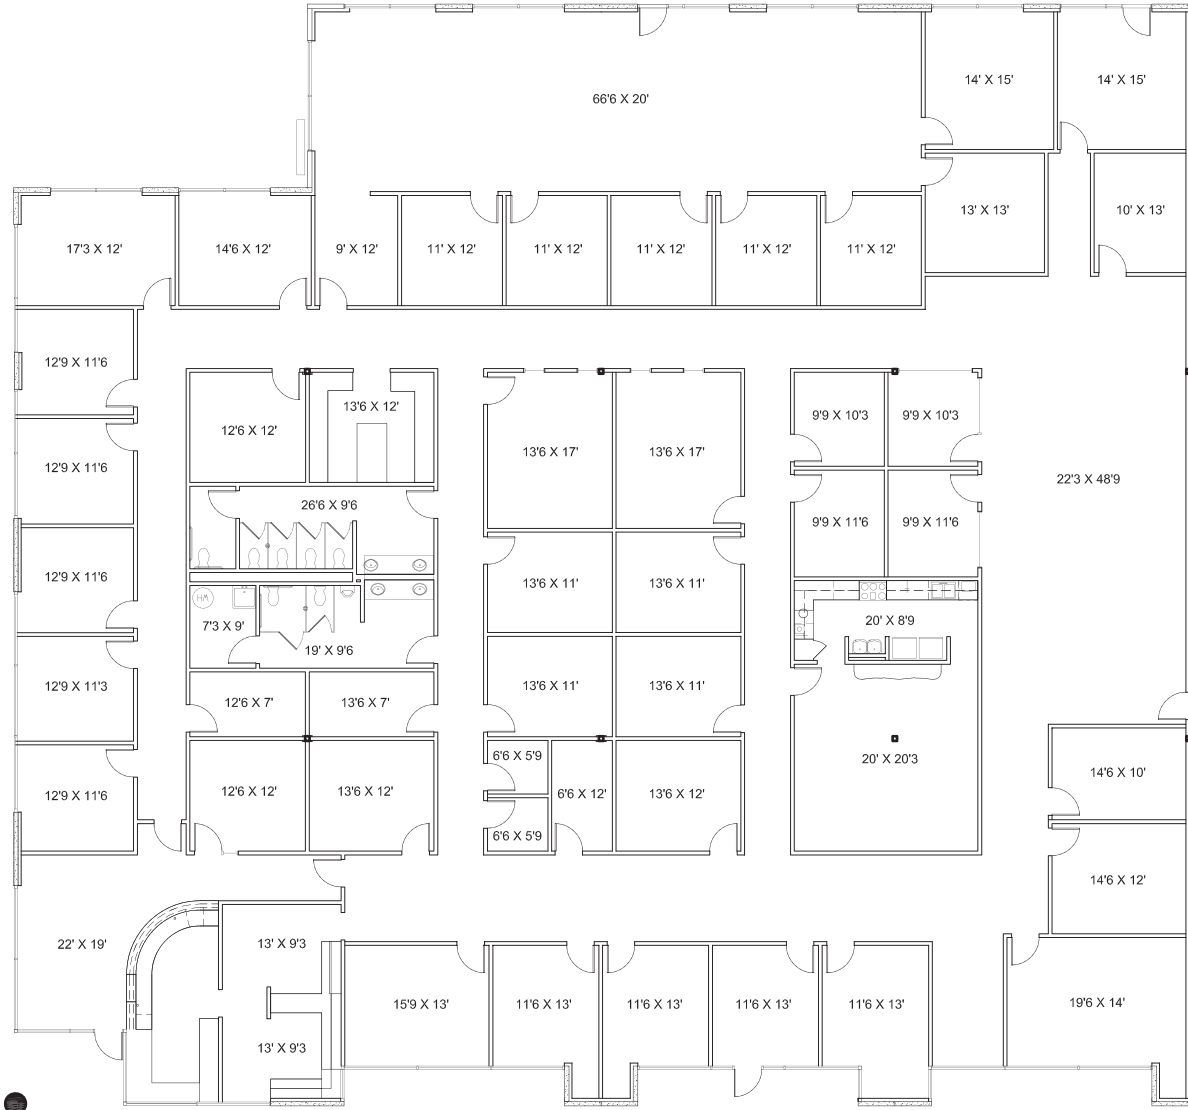 66'6 X 20'
14' X 15'
14' X 15'
13' X 13'
10' X 13'
17'3 X 12'
14'6 X 12'
9' X 12'
11' X 12'
11' X 12'
11' X 12'
11' X 12'
11' X 12'
12'9 X 11'6
12'6 X 12'
13'6 X 12'
13'6 X 17'
13'6 X 17'
9'9 X 10'3
9'9 X 10'3
12'9 X 11'6
22'3 X 48'9
26'6 X 9'6
9'9 X 11'6
9'9 X 11'6
12'9 X 11'6
13'6 X 11'
13'6 X 11'
HM
7'3 X 9'
19' X 9'6
20' X 8'9
12'9 X 11'3
12'6 X 7'
13'6 X 7'
13'6 X 11'
13'6 X 11'
6'6 X 5'9
20' X 20'3
14'6 X 10'
12'9 X 11'6
12'6 X 12'
13'6 X 12'
6'6 X 12'
13'6 X 12'
6'6 X 5'9
14'6 X 12'
22' X 19'
13' X 9'3
15'9 X 13'
11'6 X 13'
11'6 X 13'
11'6 X 13'
11'6 X 13'
19'6 X 14'
13' X 9'3